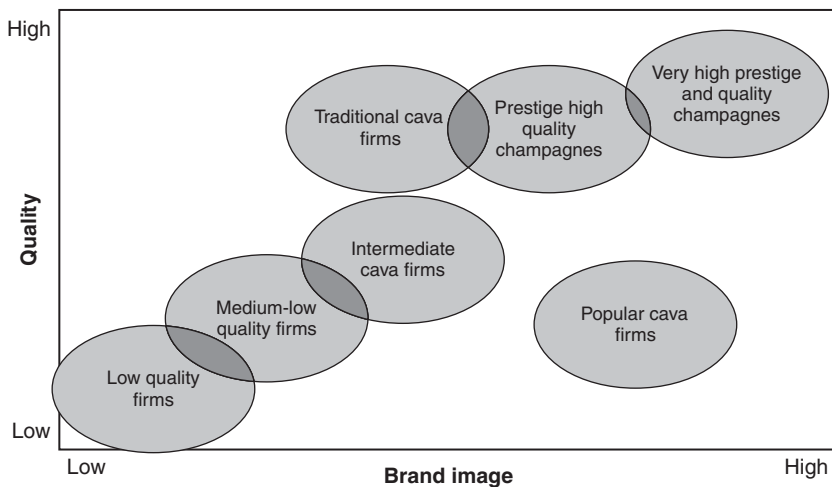 High
Very high prestige
and quality
champagnes
Traditional cava
firms
Prestige high
quality
champagnes
Quality
Intermediate
cava firms
Medium-low
quality firms
Popular cava
firms
Low quality
firms
Low
Low
Brand image
High